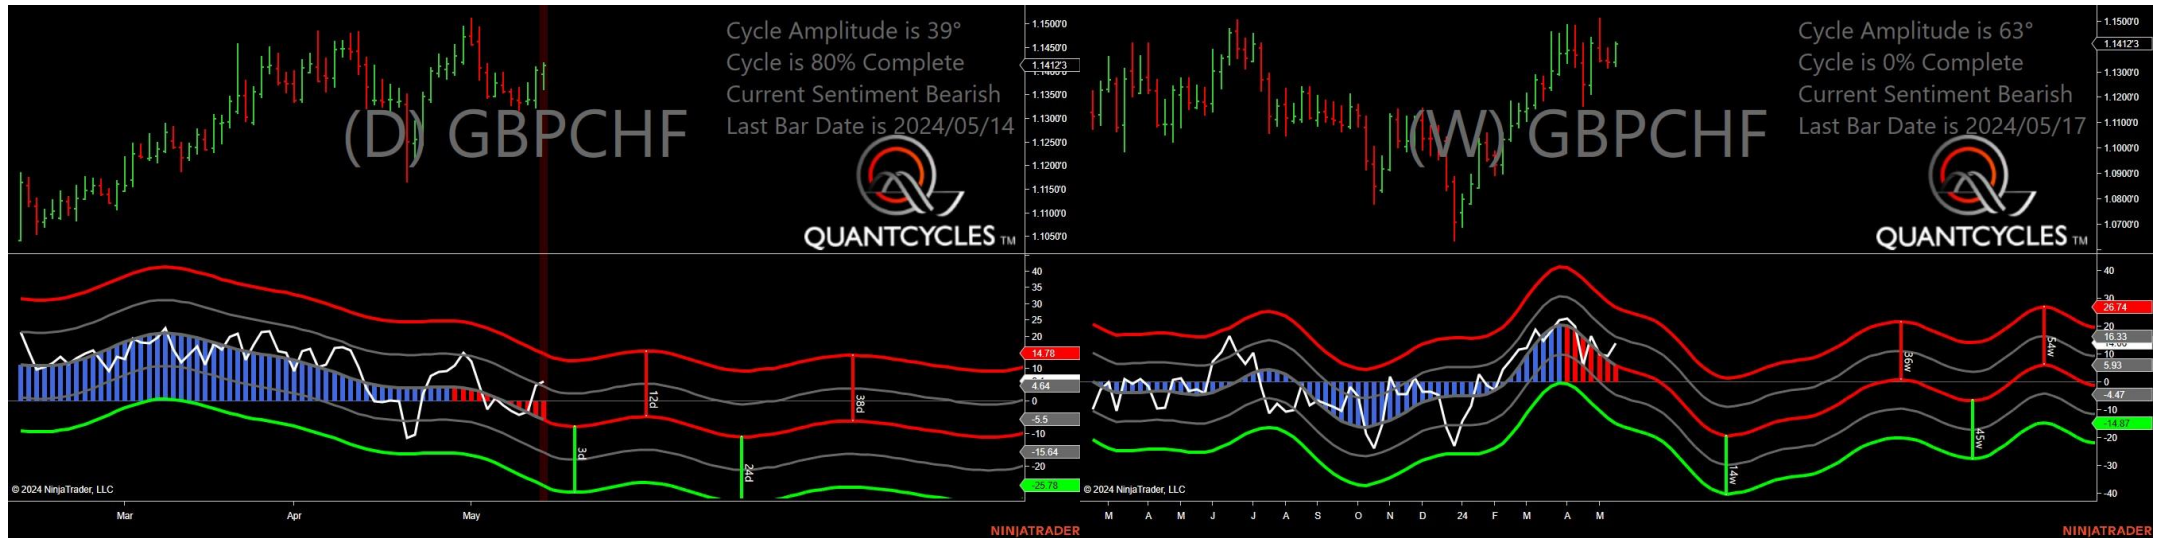 Cycle Amplitude is 39°
Cycle is 80% Complete
Current Sentiment Bearish
Last Bar Date is 2024/05/14
(D) GBPCHF
QUANTCYCLES TM
1.1500'0
1.1450'0
1.1412'3
1.1350'0
1.1300'0
1.1250'0
1.1200'0
1.1150'0
1.1100'0
1.1050'0
40
35
30
25
20
14.78
10
4.64
0
-5.5
-10
-15.64
-20
-25.78
3d
12d
24d
38d
© 2024 NinjaTrader, LLC
Mar Apr May
NINJATRADER
Cycle Amplitude is 63°
Cycle is 0% Complete
Current Sentiment Bearish
Last Bar Date is 2024/05/17
(W) GBPCHF
QUANTCYCLES TM
1.1500'0
1.1412'3
1.1300'0
1.1200'0
1.1100'0
1.1000'0
1.0900'0
1.0800'0
1.0700'0
40
30
26.74
20
16.33
10
5.93
0
-4.47
-10
-14.87
-20
-30
-40
14w
36w
45w
54w
© 2024 NinjaTrader, LLC
M A M J J A S O N D 24 F M A M
NINJATRADER